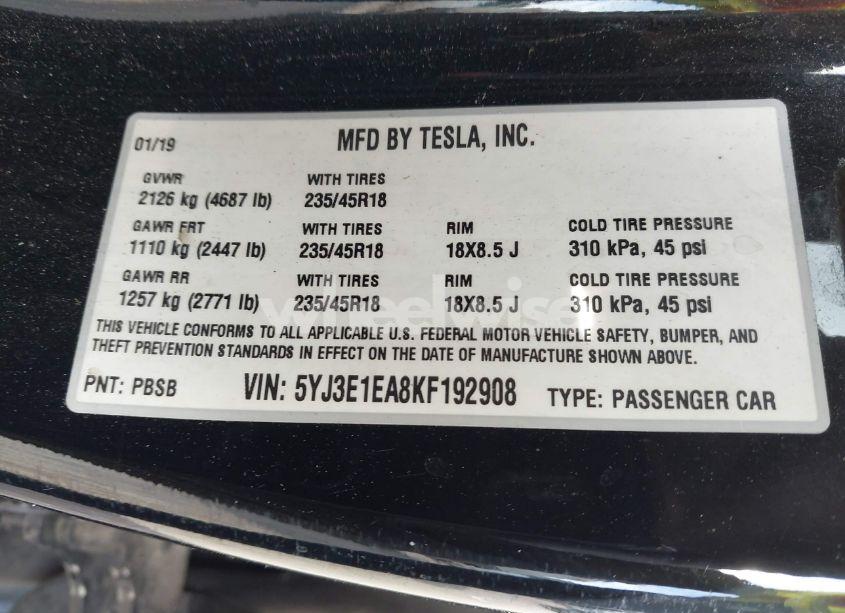 01/19 MFD BY TESLA, INC.
GVWR WITH TIRES
2126 kg (4687 lb) 235/45R18
GAWR FRT WITH TIRES RIM COLD TIRE PRESSURE
1110 kg (2447 lb) 235/45R18 18X8.5 J 310 kPa, 45 psi
GAWR RR WITH TIRES RIM COLD TIRE PRESSURE
1257 kg (2771 lb) 235/45R18 18X8.5 J 310 kPa, 45 psi
wheelwise
THIS VEHICLE CONFORMS TO ALL APPLICABLE U.S. FEDERAL MOTOR VEHICLE SAFETY, BUMPER, AND
THEFT PREVENTION STANDARDS IN EFFECT ON THE DATE OF MANUFACTURE SHOWN ABOVE.
PNT: PBSB VIN: 5YJ3E1EA8KF192908 TYPE: PASSENGER CAR